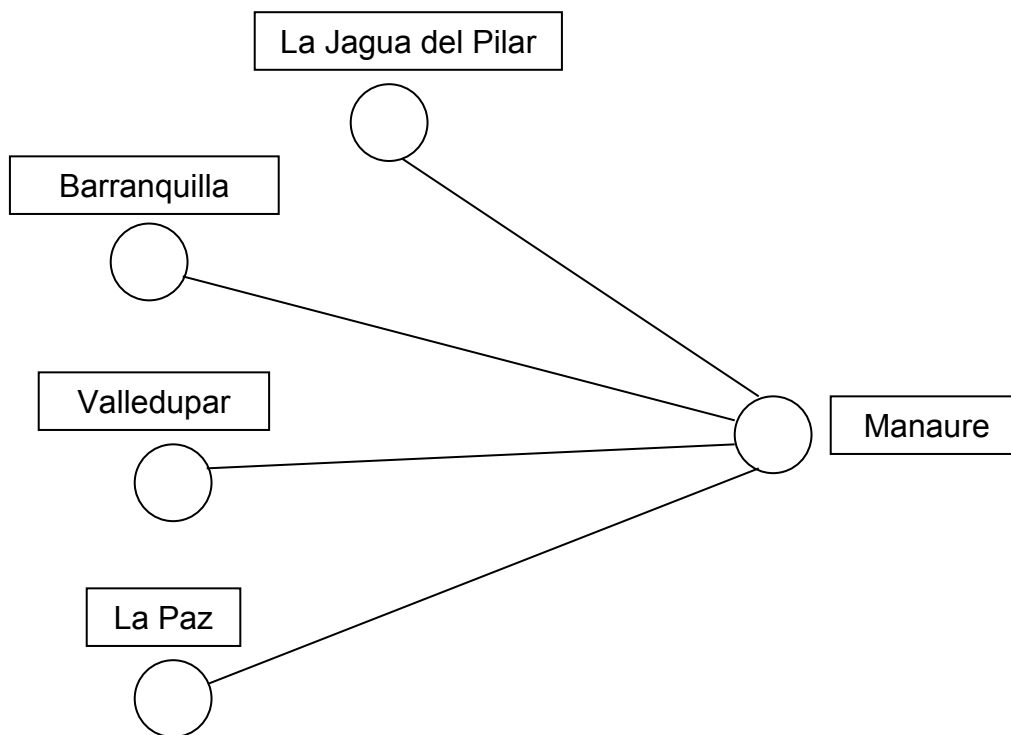 La Jagua del Pilar
Barranquilla
Valledupar
Manaure
La Paz